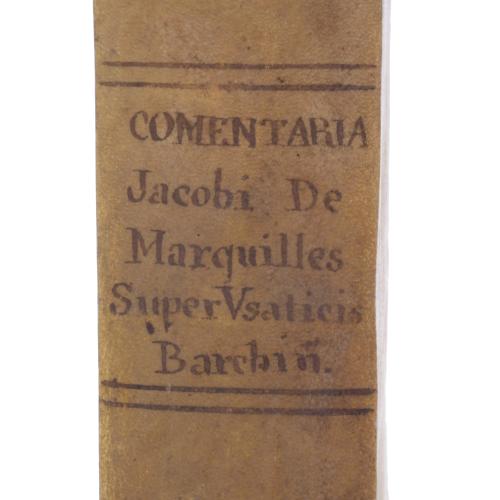 COMENTARIA
Jacobi De
Marquilles
Super Vsaticis
Barchiñ.